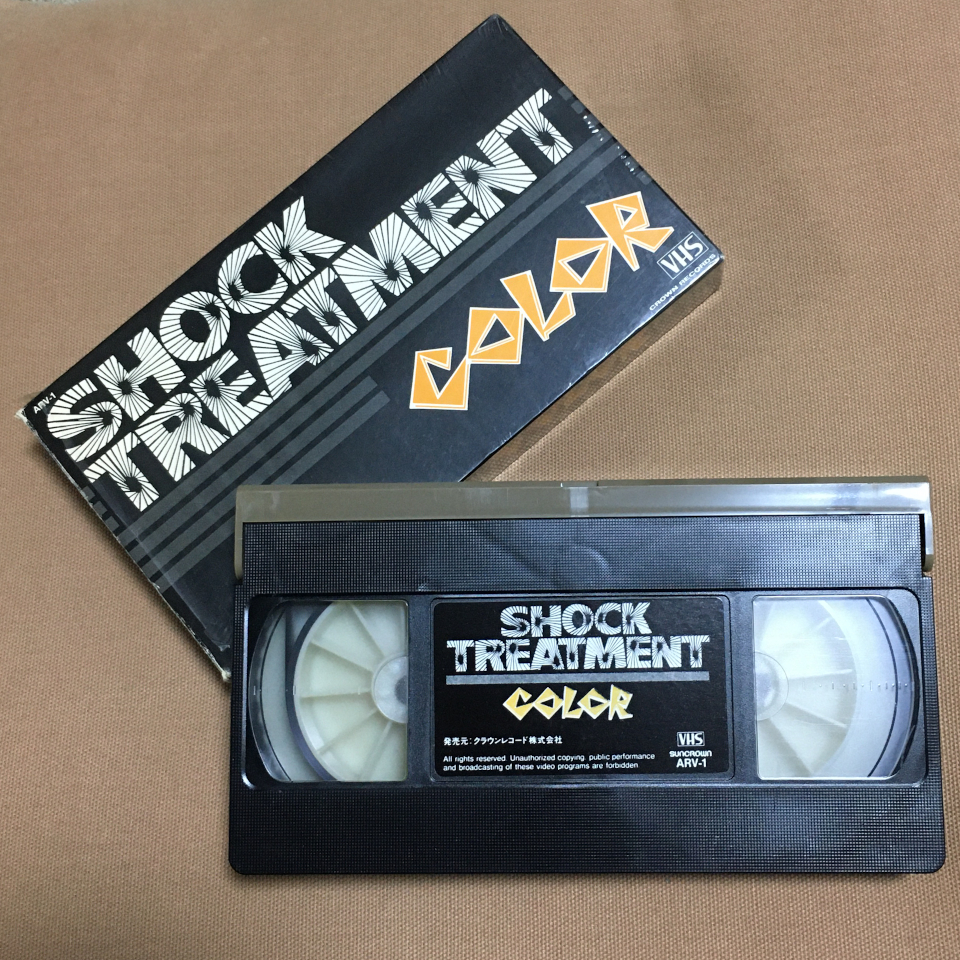 ARV-1
SHOCK
TREATMENT
COLOR
VHS
CROWN RECORDS
SHOCK
TREATMENT
COLOR
発売元:クラウンレコード株式会社
All rights reserved. Unauthorized copying. public performance
and broadcasting of these video programs are forbidden.
VHS
SUNCROWN
ARV-1